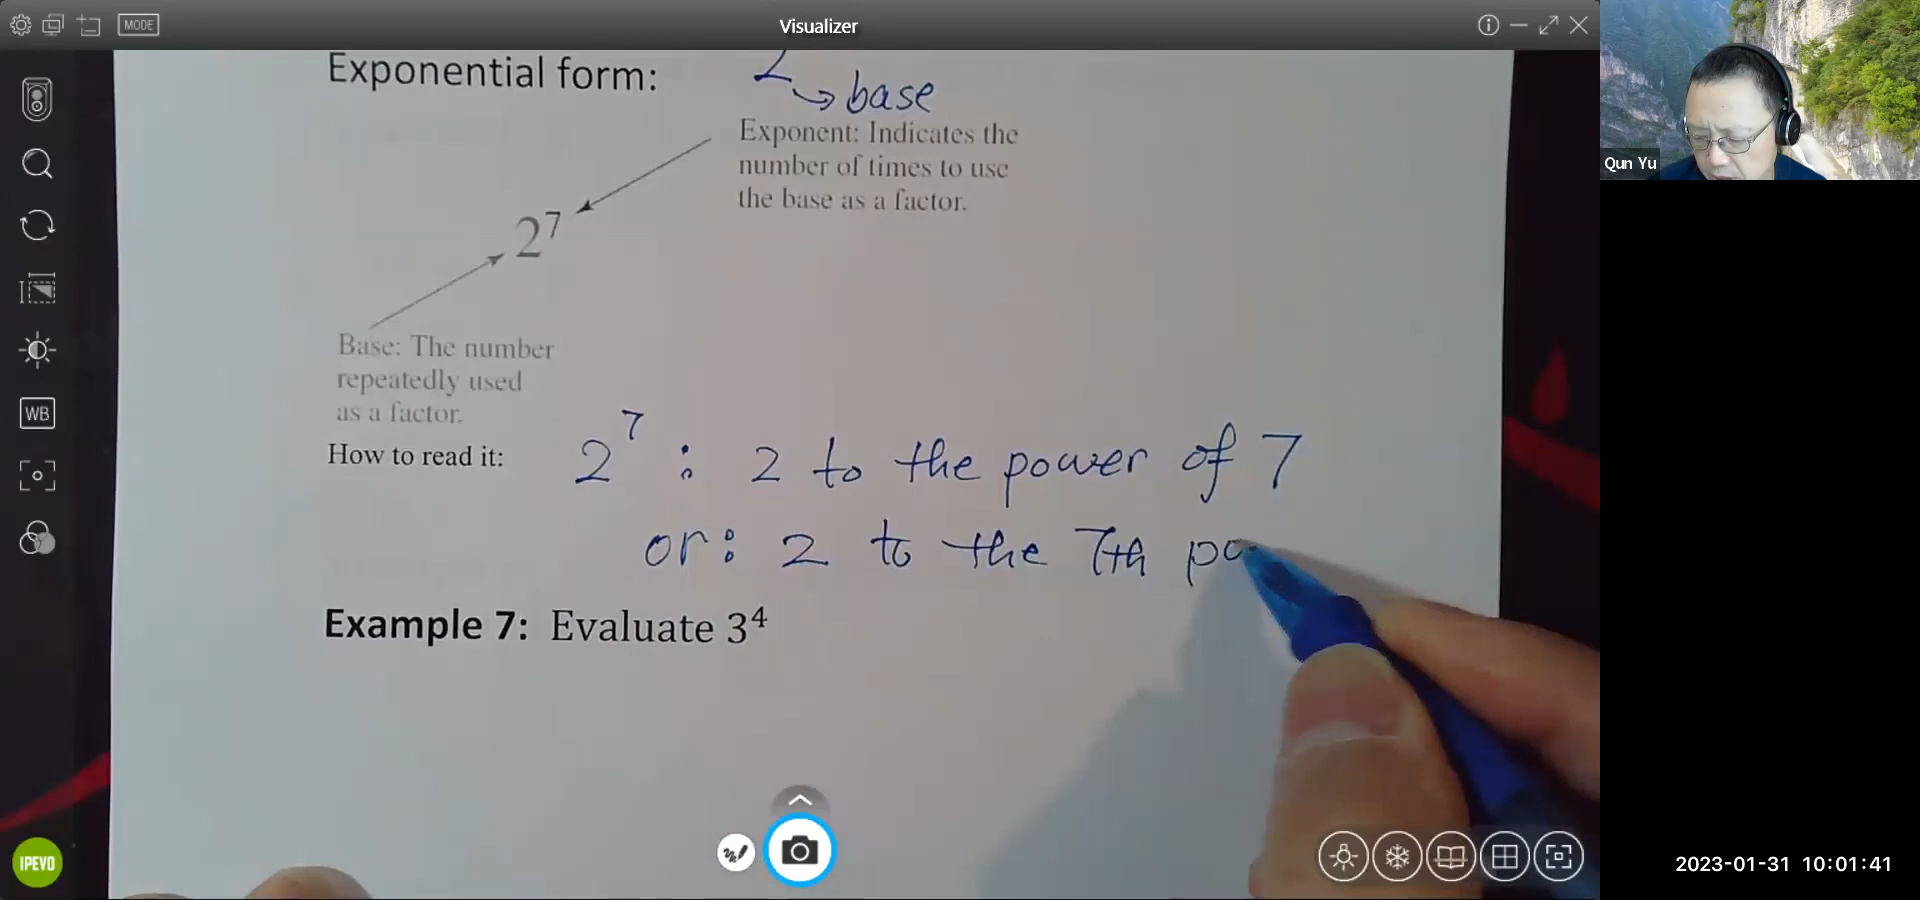 MODE
Visualizer
Exponential form: 2
base
Exponent: Indicates the
number of times to use
the base as a factor.
2⁷
Base: The number
repeatedly used
as a factor.
How to read it: 2⁷ : 2 to the power of 7
or: 2 to the 7th po
Example 7: Evaluate 3⁴
WB
IPEVO
Qun Yu
2023-01-31 10:01:41